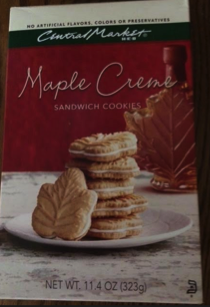 NO ARTIFICIAL FLAVORS, COLORS OR PRESERVATIVES
Central Market
H-E-B
Maple Creme
SANDWICH COOKIES
NET WT. 11.4 OZ (323g)